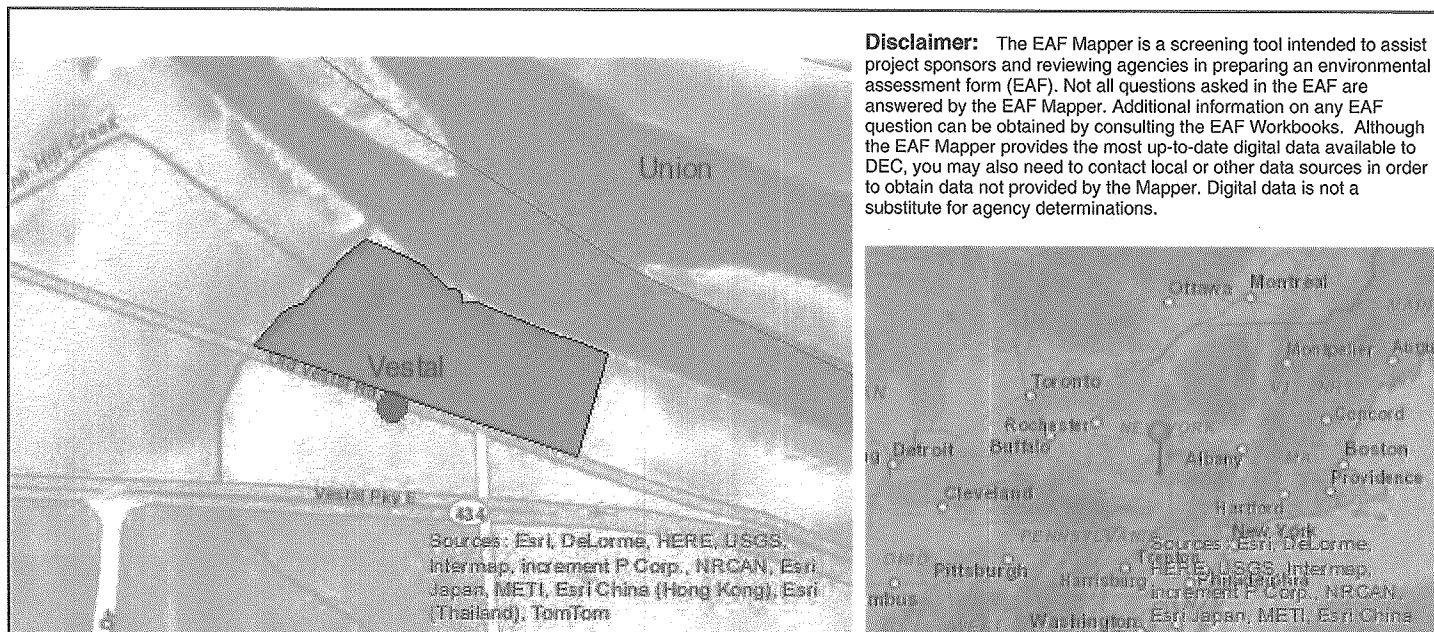 Disclaimer: The EAF Mapper is a screening tool intended to assist
project sponsors and reviewing agencies in preparing an environmental
assessment form (EAF). Not all questions asked in the EAF are
answered by the EAF Mapper. Additional information on any EAF
question can be obtained by consulting the EAF Workbooks. Although
the EAF Mapper provides the most up-to-date digital data available to
DEC, you may also need to contact local or other data sources in order
to obtain data not provided by the Mapper. Digital data is not a
substitute for agency determinations.
Hill Creek
Union
Vestal
Vestal Pky E
434
Sources: Esri, DeLorme, HERE, USGS,
Intermap, increment P Corp., NRCAN, Esri
Japan, METI, Esri China (Hong Kong), Esri
(Thailand), TomTom
Ottawa
Montreal
Montpelier
Toronto
Rochester
Concord
Detroit
Buffalo
Albany
Boston
Providence
Cleveland
Hartford
New York
Pittsburgh
Harrisburg
Philadelphia
Washington
Sources: Esri, DeLorme,
HERE, USGS, Intermap,
increment P Corp., NRCAN,
Esri Japan, METI, Esri China